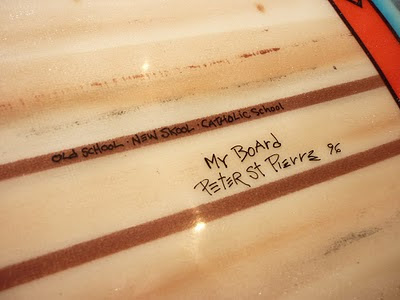 Old School · New Skool · Catholic School
My Board
Peter St Pierre 96